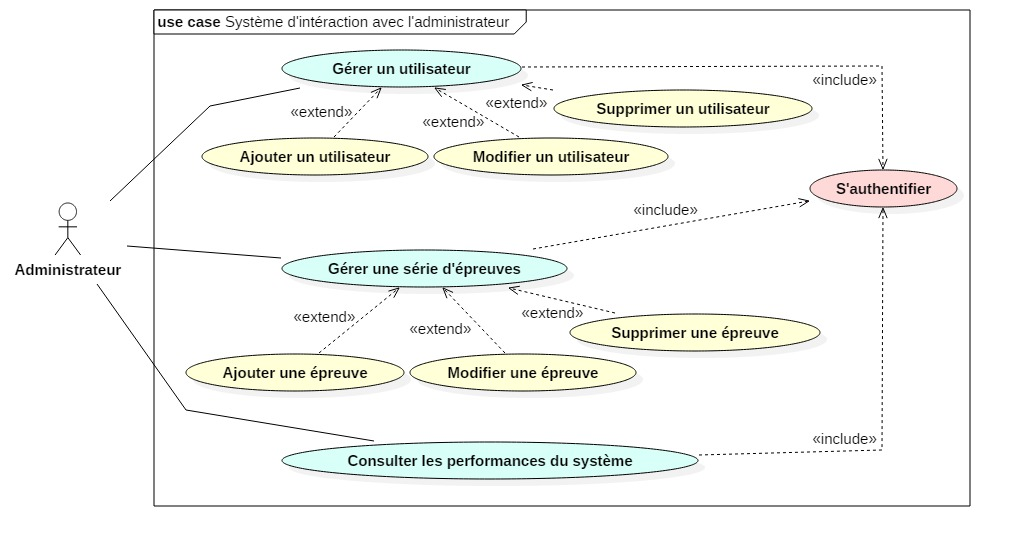 use case Système d'intéraction avec l'administrateur
Gérer un utilisateur
«include»
«extend»
«extend»
«extend»
Supprimer un utilisateur
Ajouter un utilisateur
Modifier un utilisateur
S'authentifier
«include»
Administrateur
Gérer une série d'épreuves
«extend»
«extend»
«extend»
Supprimer une épreuve
Ajouter une épreuve
Modifier une épreuve
«include»
Consulter les performances du système